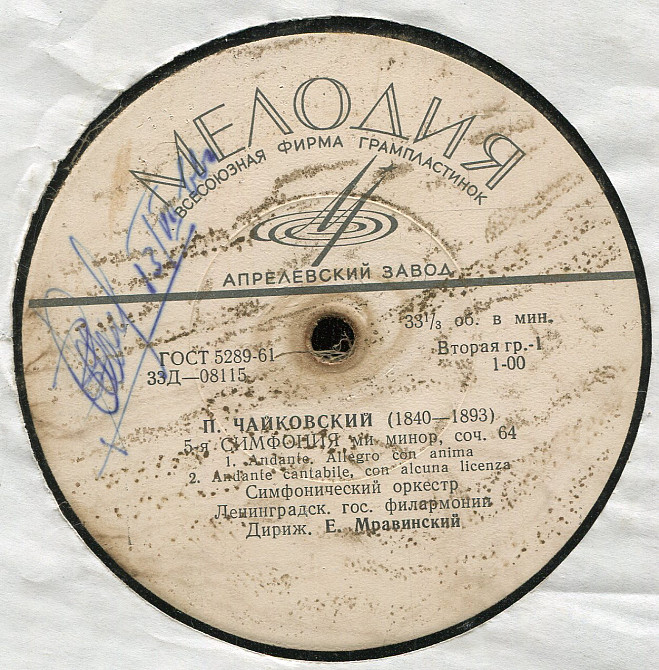 МЕЛОДИЯ
ВСЕСОЮЗНАЯ ФИРМА ГРАМПЛАСТИНОК
АПРЕЛЕВСКИЙ ЗАВОД
ГОСТ 5289-61
33Д—08115
33⅓ об. в мин.
Вторая гр.-1
1-00
П. ЧАЙКОВСКИЙ (1840—1893)
5-я СИМФОНИЯ ми минор, соч. 64
1. Andante. Allegro con anima
2. Andante cantabile, con alcuna licenza
Симфонический оркестр
Ленинградск. гос. филармоний
Дириж. Е. Мравинский